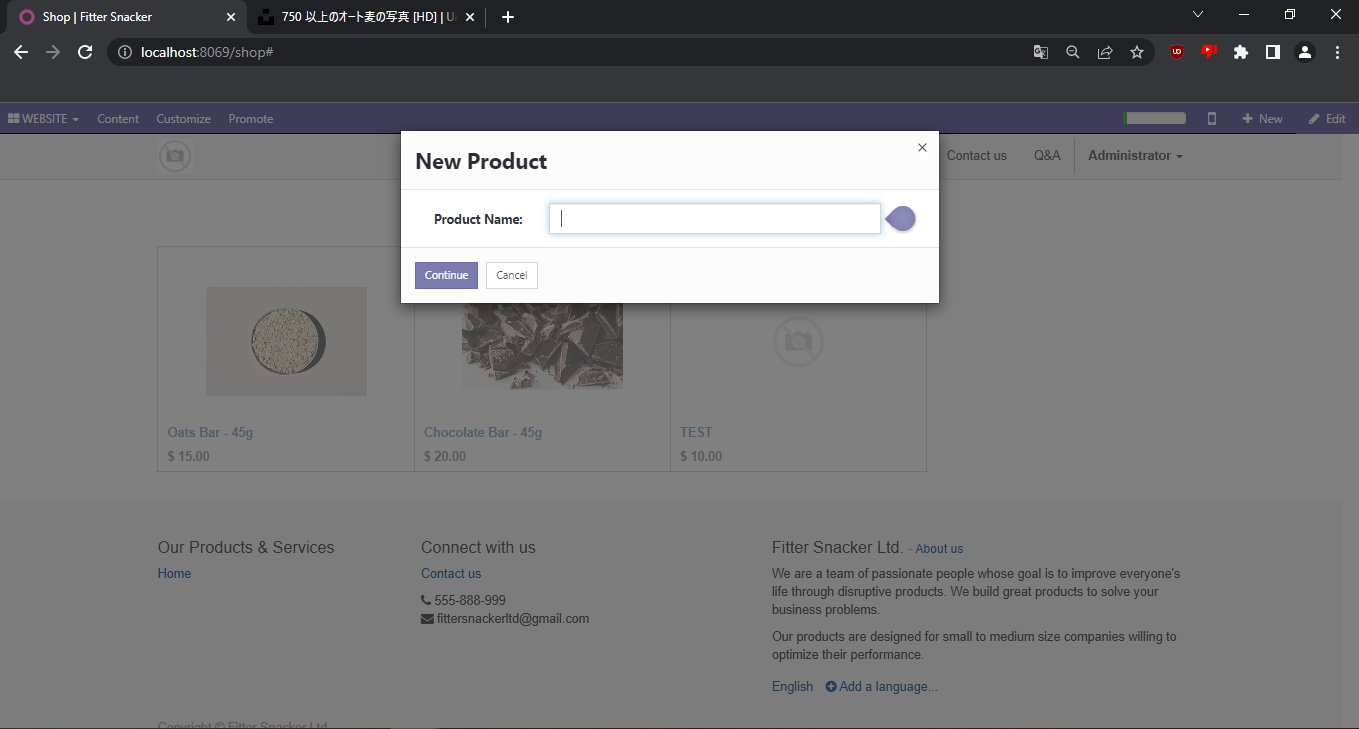 Shop | Fitter Snacker
750 以上のオート麦の写真 [HD] | U
localhost:8069/shop#
WEBSITE Content Customize Promote New Edit
Contact us Q&A Administrator
New Product
Product Name:
Continue Cancel
Oats Bar - 45g Chocolate Bar - 45g TEST
$ 15.00 $ 20.00 $ 10.00
Our Products & Services
Home
Connect with us
Contact us
555-888-999
fittersnackerltd@gmail.com
Fitter Snacker Ltd. - About us
We are a team of passionate people whose goal is to improve everyone's
life through disruptive products. We build great products to solve your
business problems.
Our products are designed for small to medium size companies willing to
optimize their performance.
English Add a language...
Copyright © Fitter Snacker Ltd